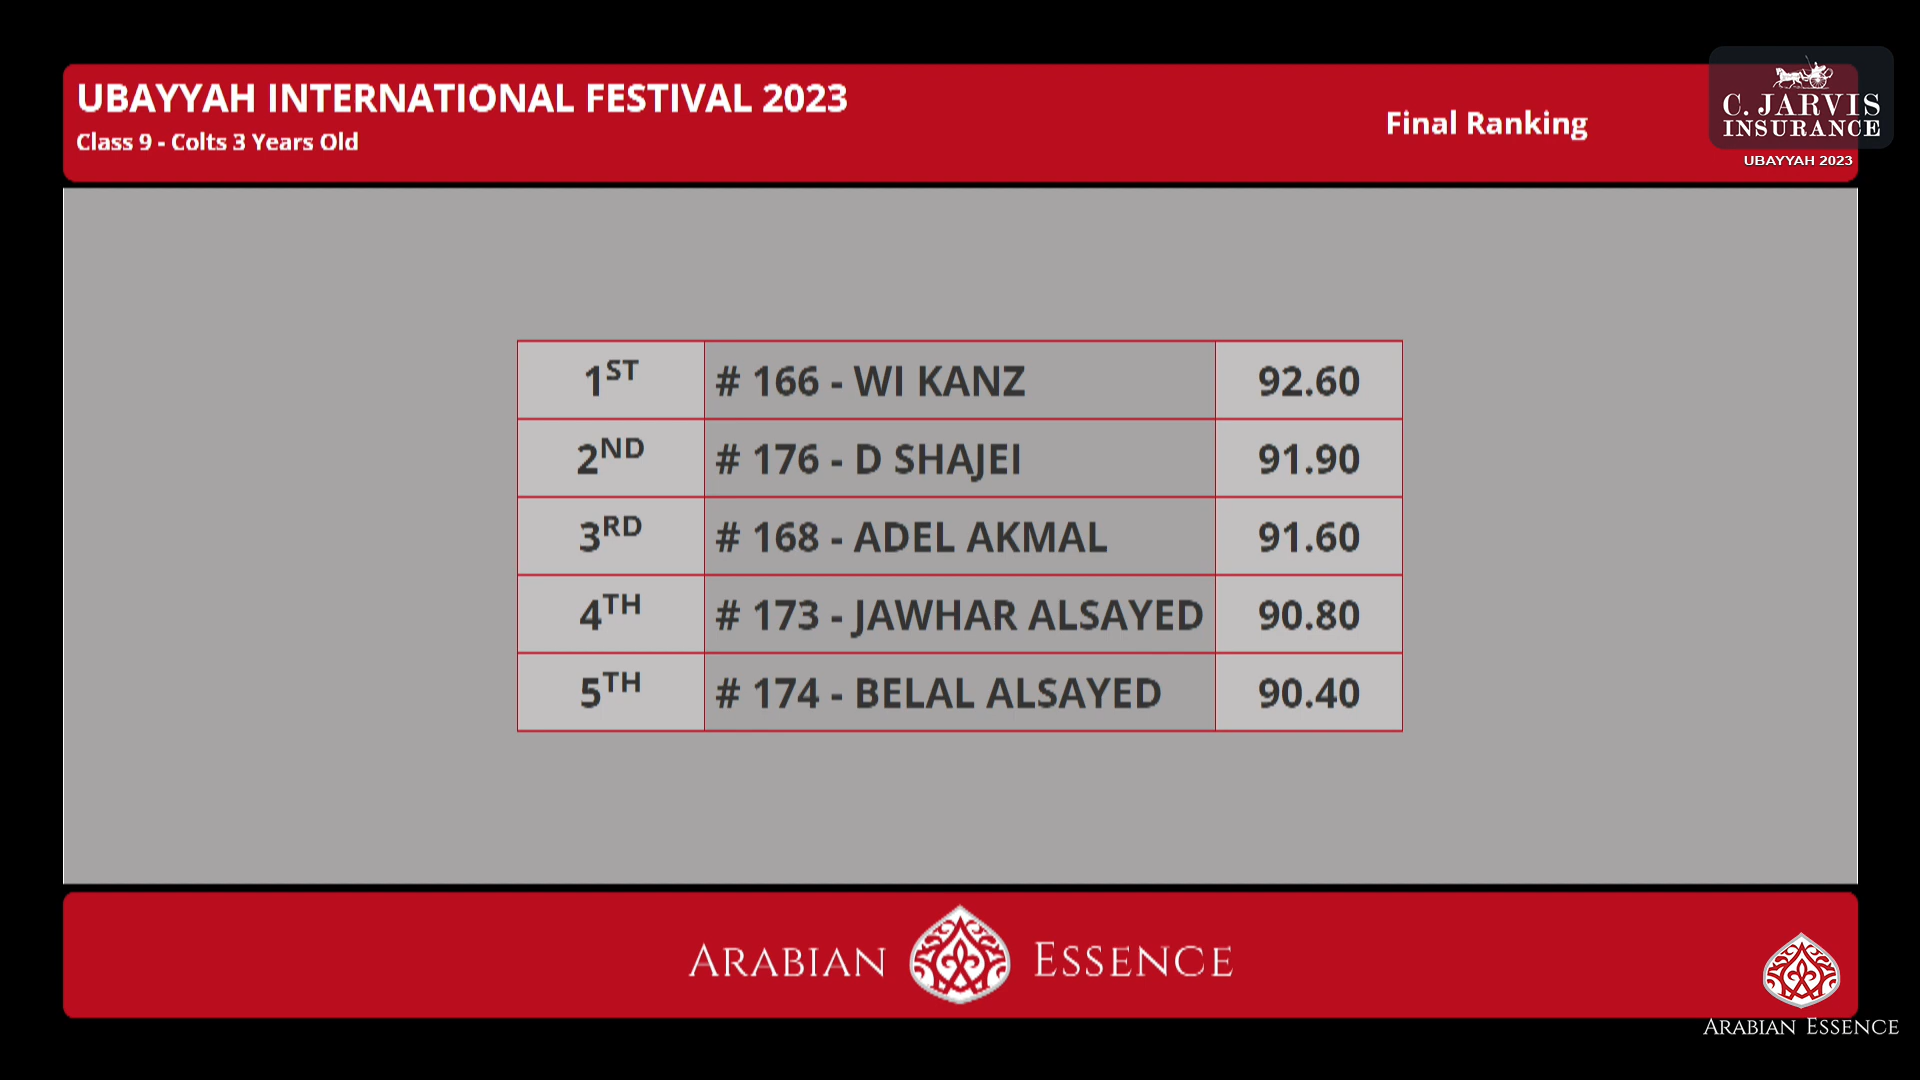 UBAYYAH INTERNATIONAL FESTIVAL 2023
Class 9 - Colts 3 Years Old
Final Ranking
C. JARVIS
INSURANCE
UBAYYAH 2023
1ST # 166 - WI KANZ 92.60
2ND # 176 - D SHAJEI 91.90
3RD # 168 - ADEL AKMAL 91.60
4TH # 173 - JAWHAR ALSAYED 90.80
5TH # 174 - BELAL ALSAYED 90.40
ARABIAN ESSENCE
ARABIAN ESSENCE